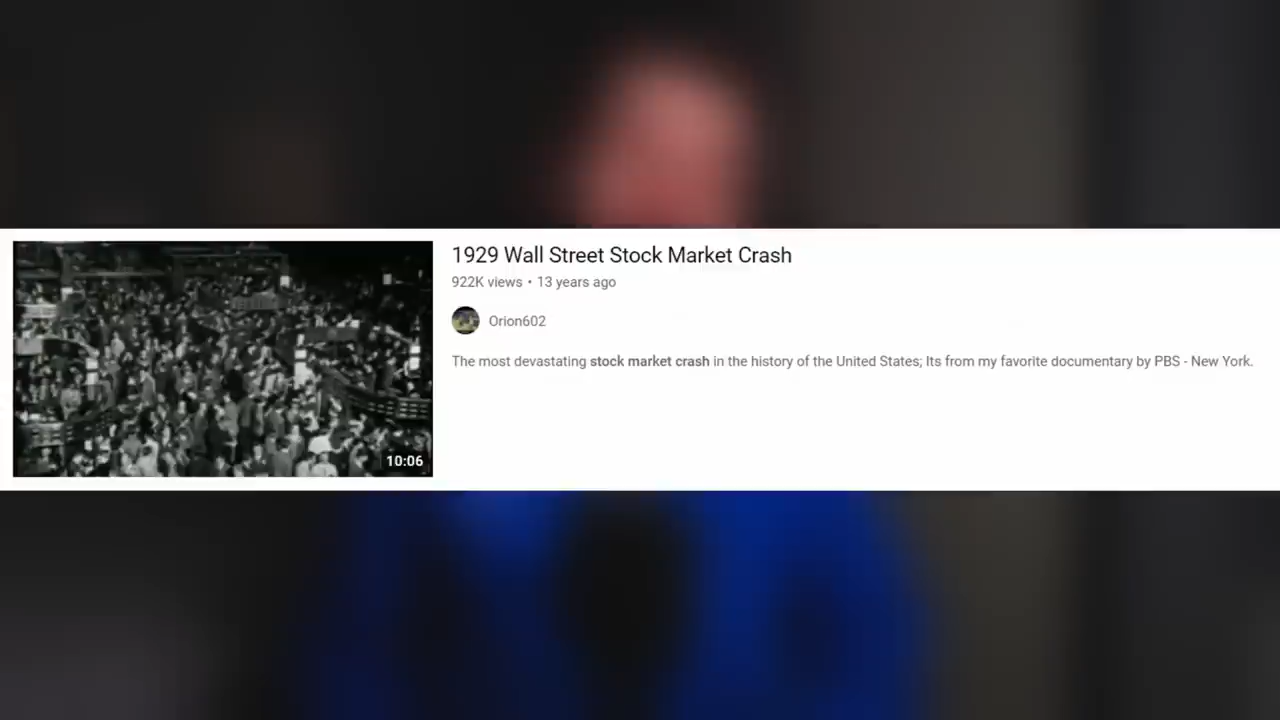 1929 Wall Street Stock Market Crash
922K views • 13 years ago
Orion602
The most devastating stock market crash in the history of the United States; Its from my favorite documentary by PBS - New York.
10:06